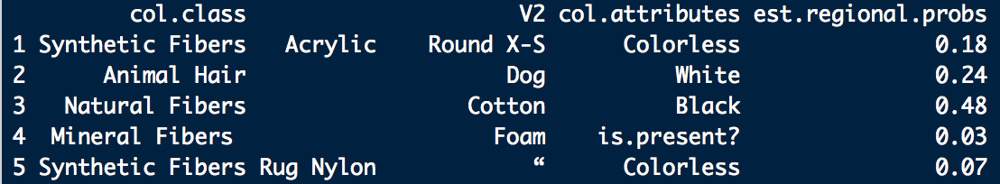 col.class V2 col.attributes est.regional.probs
1 Synthetic Fibers Acrylic Round X-S Colorless 0.18
2 Animal Hair Dog White 0.24
3 Natural Fibers Cotton Black 0.48
4 Mineral Fibers Foam is.present? 0.03
5 Synthetic Fibers Rug Nylon “ Colorless 0.07